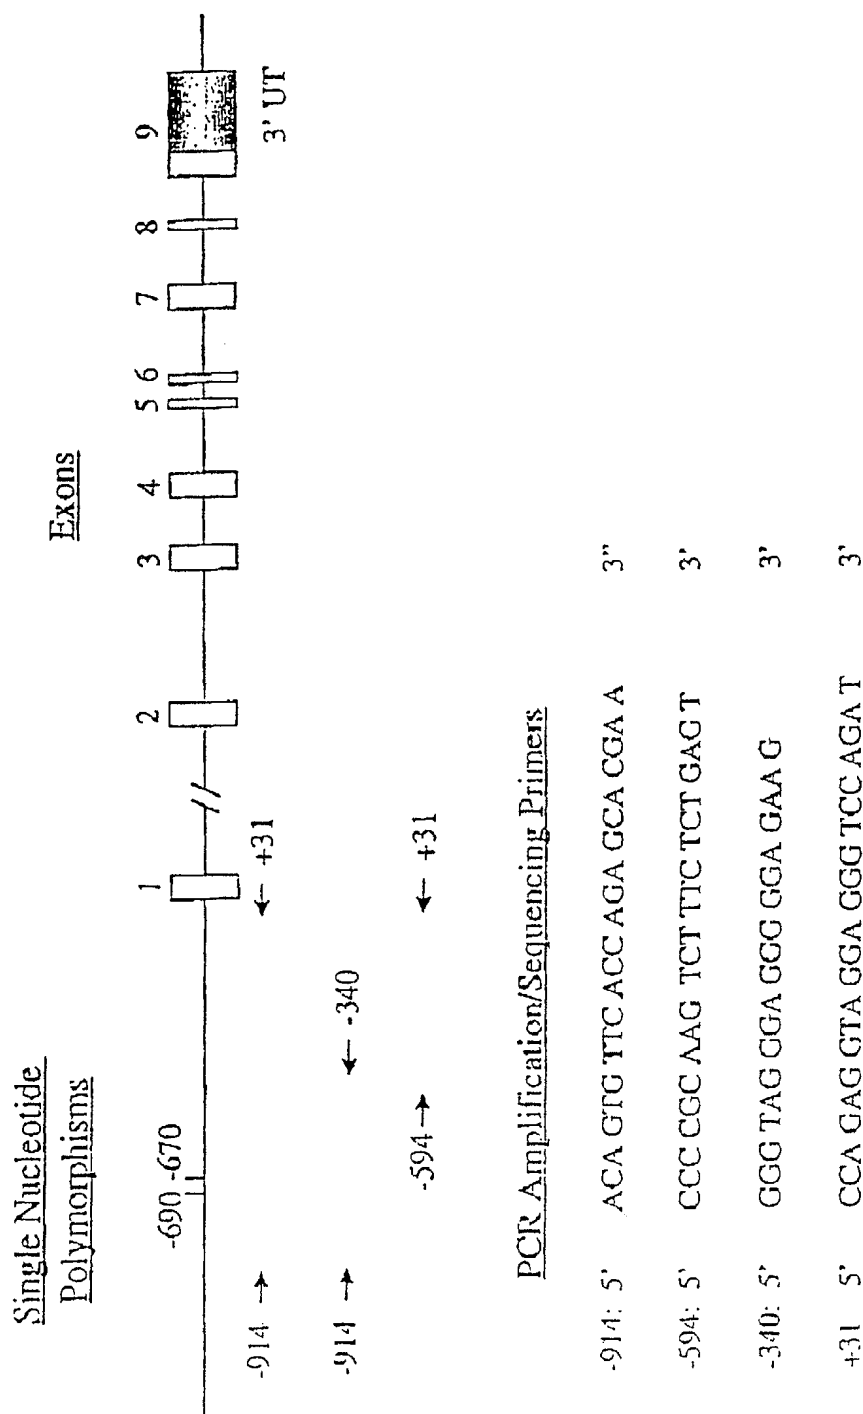 Single Nucleotide
Polymorphisms
Exons
-690 -670
1 2 3 4 5 6 7 8 9
3' UT
-914 → ← +31
-914 → ← -340
-594 → ← +31
PCR Amplification/Sequencing Primers
-914: 5' ACA GTG TTC ACC AGA GCA CGA A 3"
-594: 5' CCC CGC AAG TCT TTC TCT GAG T 3'
-340: 5' GGG TAG GGA GGG GGA GAA G 3'
+31 5' CCA GAG GTA GGA GGG TCC AGA T 3'